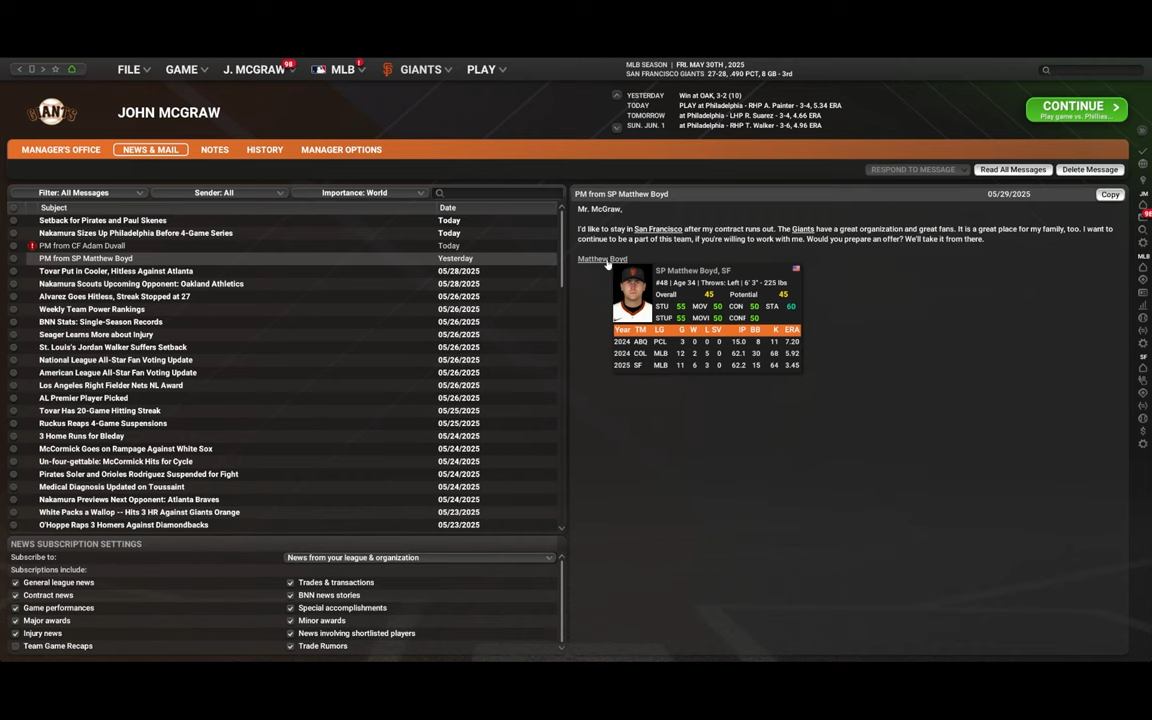 FILE
GAME
J. MCGRAW
98
MLB
!
GIANTS
PLAY
MLB SEASON | FRI. MAY 30TH, 2025
SAN FRANCISCO GIANTS 27-28, .490 PCT, 8 GB - 3rd
GIANTS
JOHN MCGRAW
YESTERDAY Win at OAK, 3-2 (10)
TODAY PLAY at Philadelphia - RHP A. Painter - 3-4, 5.34 ERA
TOMORROW at Philadelphia - LHP R. Suarez - 3-4, 4.66 ERA
SUN. JUN. 1 at Philadelphia - RHP T. Walker - 3-6, 4.96 ERA
CONTINUE >
Play game vs. Phillies...
MANAGER'S OFFICE
NEWS & MAIL
NOTES
HISTORY
MANAGER OPTIONS
RESPOND TO MESSAGE
Read All Messages
Delete Message
Filter: All Messages
Sender: All
Importance: World
Subject Date
Setback for Pirates and Paul Skenes Today
Nakamura Sizes Up Philadelphia Before 4-Game Series Today
! PM from CF Adam Duvall Today
PM from SP Matthew Boyd Yesterday
Tovar Put in Cooler, Hitless Against Atlanta 05/28/2025
Nakamura Scouts Upcoming Opponent: Oakland Athletics 05/28/2025
Alvarez Goes Hitless, Streak Stopped at 27 05/26/2025
Weekly Team Power Rankings 05/26/2025
BNN Stats: Single-Season Records 05/26/2025
Seager Learns More about Injury 05/26/2025
St. Louis's Jordan Walker Suffers Setback 05/26/2025
National League All-Star Fan Voting Update 05/26/2025
American League All-Star Fan Voting Update 05/26/2025
Los Angeles Right Fielder Nets NL Award 05/26/2025
AL Premier Player Picked 05/26/2025
Tovar Has 20-Game Hitting Streak 05/25/2025
Ruckus Reaps 4-Game Suspensions 05/25/2025
3 Home Runs for Bleday 05/24/2025
McCormick Goes on Rampage Against White Sox 05/24/2025
Un-four-gettable: McCormick Hits for Cycle 05/24/2025
Pirates Soler and Orioles Rodriguez Suspended for Fight 05/24/2025
Medical Diagnosis Updated on Toussaint 05/24/2025
Nakamura Previews Next Opponent: Atlanta Braves 05/24/2025
White Packs a Wallop -- Hits 3 HR Against Giants Orange 05/23/2025
O'Hoppe Raps 3 Homers Against Diamondbacks 05/23/2025
PM from SP Matthew Boyd 05/29/2025
Copy
Mr. McGraw,
I'd like to stay in San Francisco after my contract runs out. The Giants have a great organization and great fans. It is a great place for my family, too. I want to
continue to be a part of this team, if you're willing to work with me. Would you prepare an offer? We'll take it from there.
Matthew Boyd
SP Matthew Boyd, SF
#48 | Age 34 | Throws: Left | 6' 3" - 225 lbs
Overall 45 Potential 45
STU 55 MOV 50 CON 50 STA 60
STUF 55 MOVI 50 CONF 50
Year TM LG G W L SV IP BB K ERA
2024 ABQ PCL 3 0 0 0 15.0 8 11 7.20
2024 COL MLB 12 2 5 0 62.1 30 68 5.92
2025 SF MLB 11 6 3 0 62.2 15 64 3.45
NEWS SUBSCRIPTION SETTINGS
Subscribe to: News from your league & organization
Subscriptions include:
General league news Trades & transactions
Contract news BNN news stories
Game performances Special accomplishments
Major awards Minor awards
Injury news News involving shortlisted players
Team Game Recaps Trade Rumors
JM
98
MLB
SF